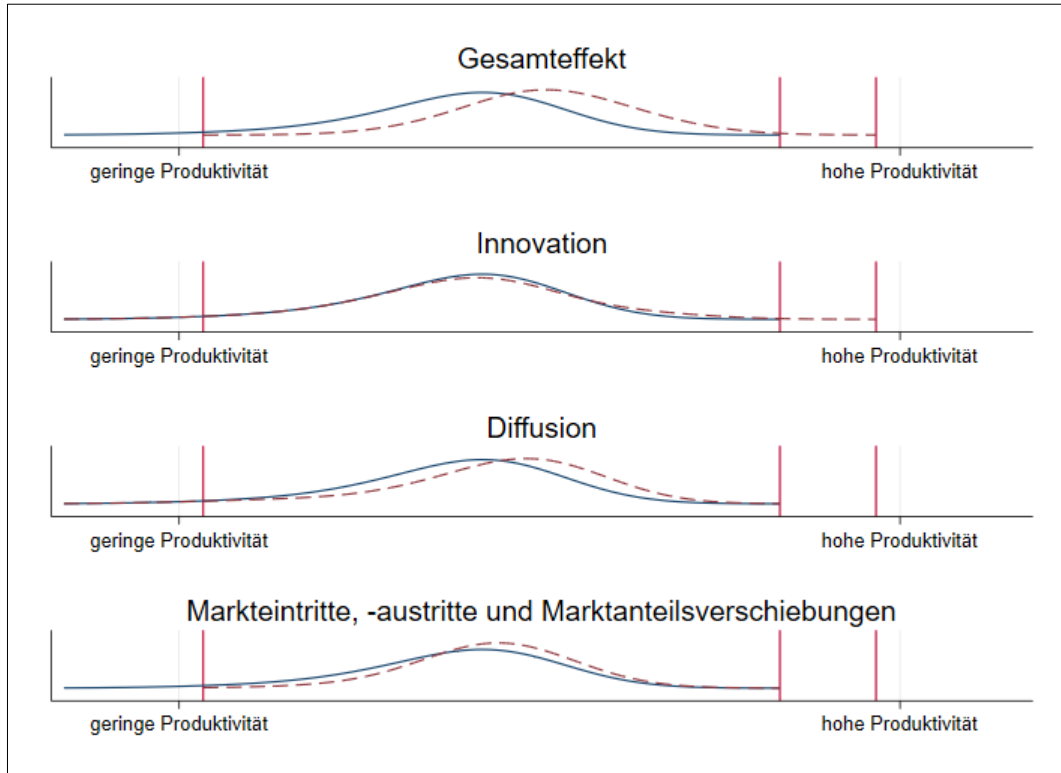 Gesamteffekt
geringe Produktivität
hohe Produktivität
Innovation
geringe Produktivität
hohe Produktivität
Diffusion
geringe Produktivität
hohe Produktivität
Markteintritte, -austritte und Marktanteilsverschiebungen
geringe Produktivität
hohe Produktivität